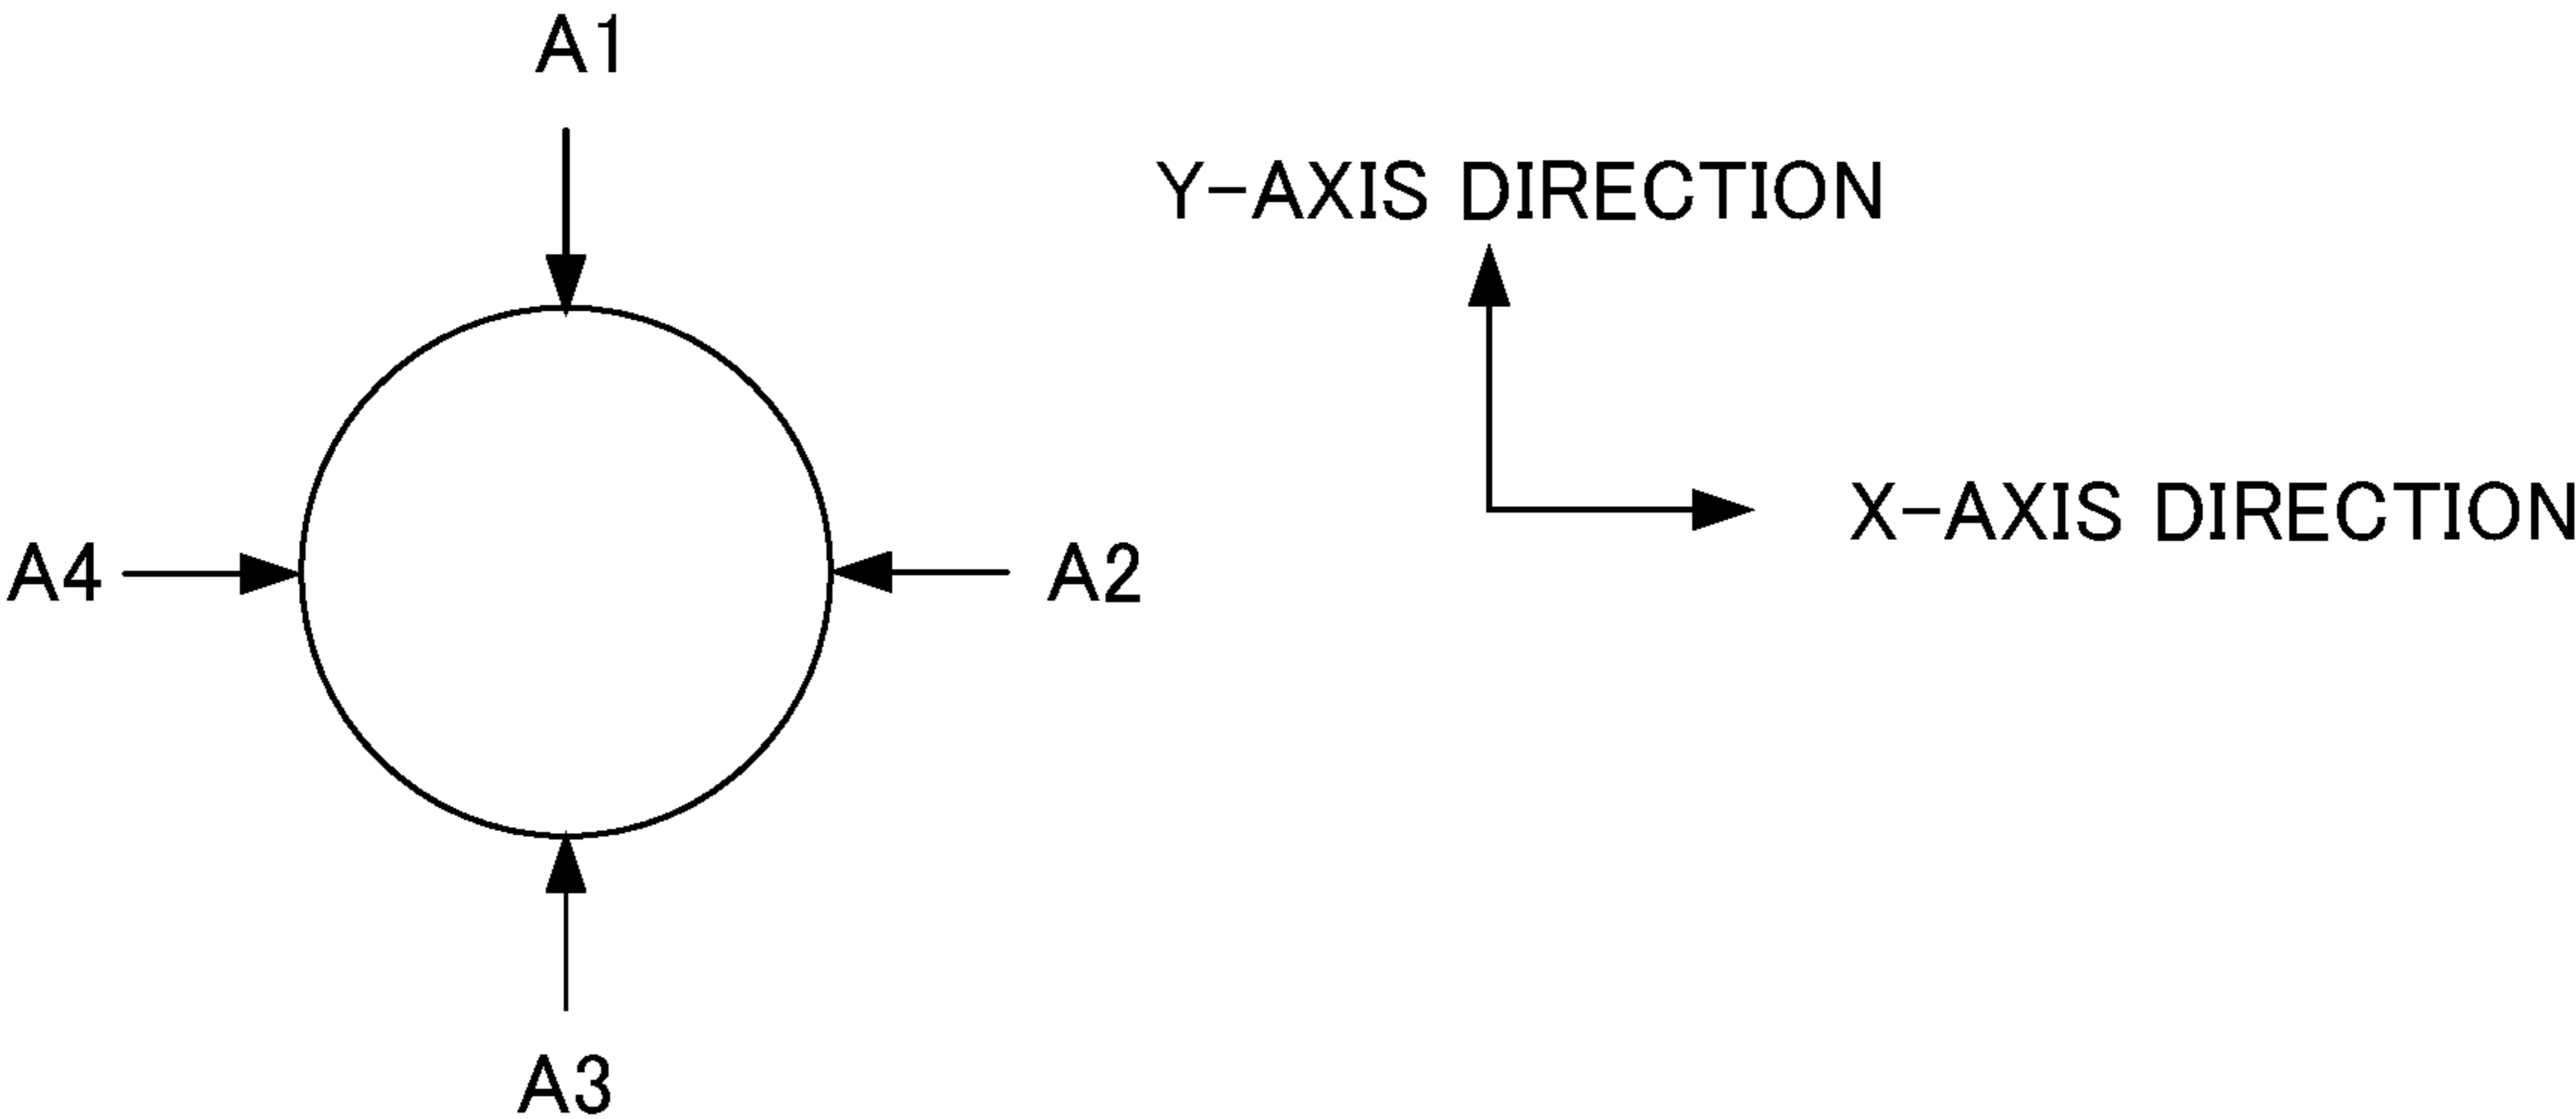 A1
Y-AXIS DIRECTION
X-AXIS DIRECTION
A4
A2
A3